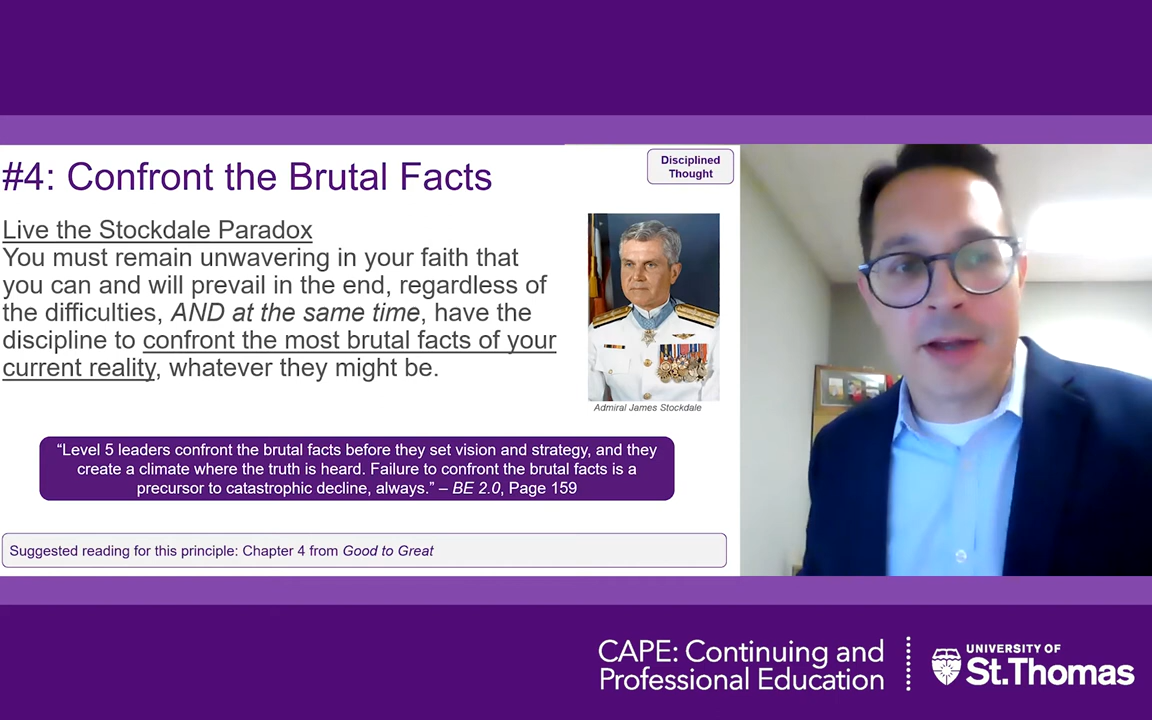 #4: Confront the Brutal Facts
Disciplined
Thought
Live the Stockdale Paradox
You must remain unwavering in your faith that
you can and will prevail in the end, regardless of
the difficulties, AND at the same time, have the
discipline to confront the most brutal facts of your
current reality, whatever they might be.
Admiral James Stockdale
“Level 5 leaders confront the brutal facts before they set vision and strategy, and they
create a climate where the truth is heard. Failure to confront the brutal facts is a
precursor to catastrophic decline, always.” – BE 2.0, Page 159
Suggested reading for this principle: Chapter 4 from Good to Great
CAPE: Continuing and
Professional Education
UNIVERSITY OF
St.Thomas